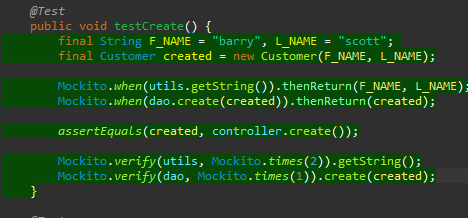 @Test
public void testCreate() {
final String F_NAME = "barry", L_NAME = "scott";
final Customer created = new Customer(F_NAME, L_NAME);
Mockito.when(utils.getString()).thenReturn(F_NAME, L_NAME);
Mockito.when(dao.create(created)).thenReturn(created);
assertEquals(created, controller.create());
Mockito.verify(utils, Mockito.times(2)).getString();
Mockito.verify(dao, Mockito.times(1)).create(created);
}